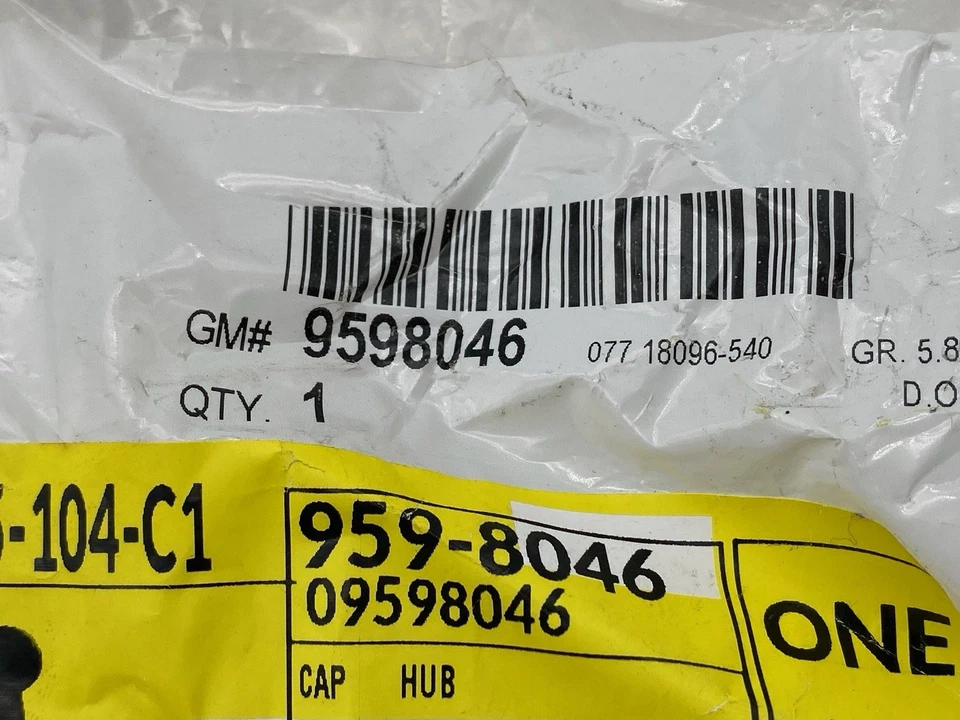 GM# 9598046 077 18096-540 GR. 5.8
QTY. 1 D.O
-104-C1
959-8046
09598046
ONE
CAP HUB